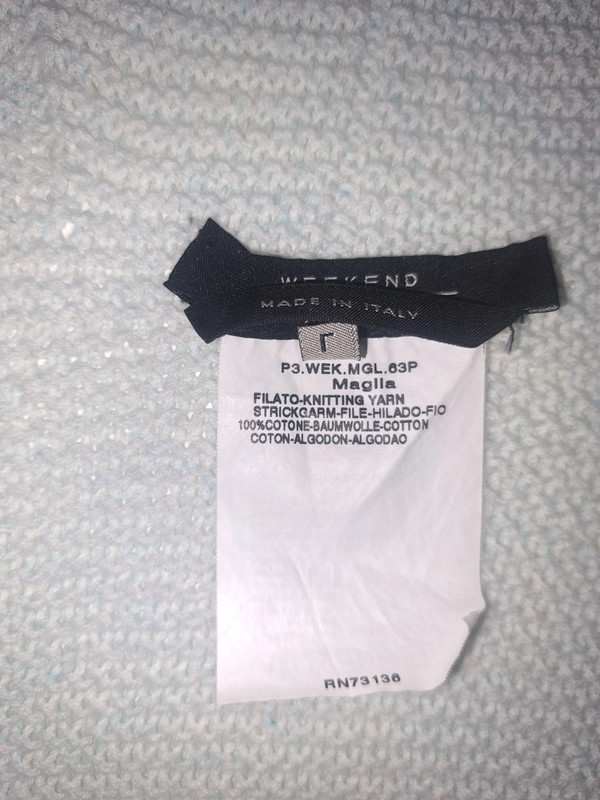 WEEKEND
MADE IN ITALY
L
P3.WEK.MGL.63P
Maglia
FILATO-KNITTING YARN
STRICKGARM-FILE-HILADO-FIO
100%COTONE-BAUMWOLLE-COTTON
COTON-ALGODON-ALGODAO
RN73136